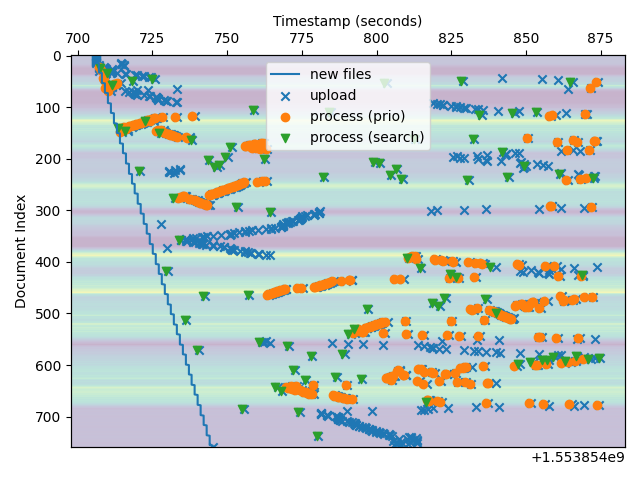 Timestamp (seconds)
700 725 750 775 800 825 850 875
new files
upload
process (prio)
process (search)
Document Index
0
100
200
300
400
500
600
700
+1.553854e9